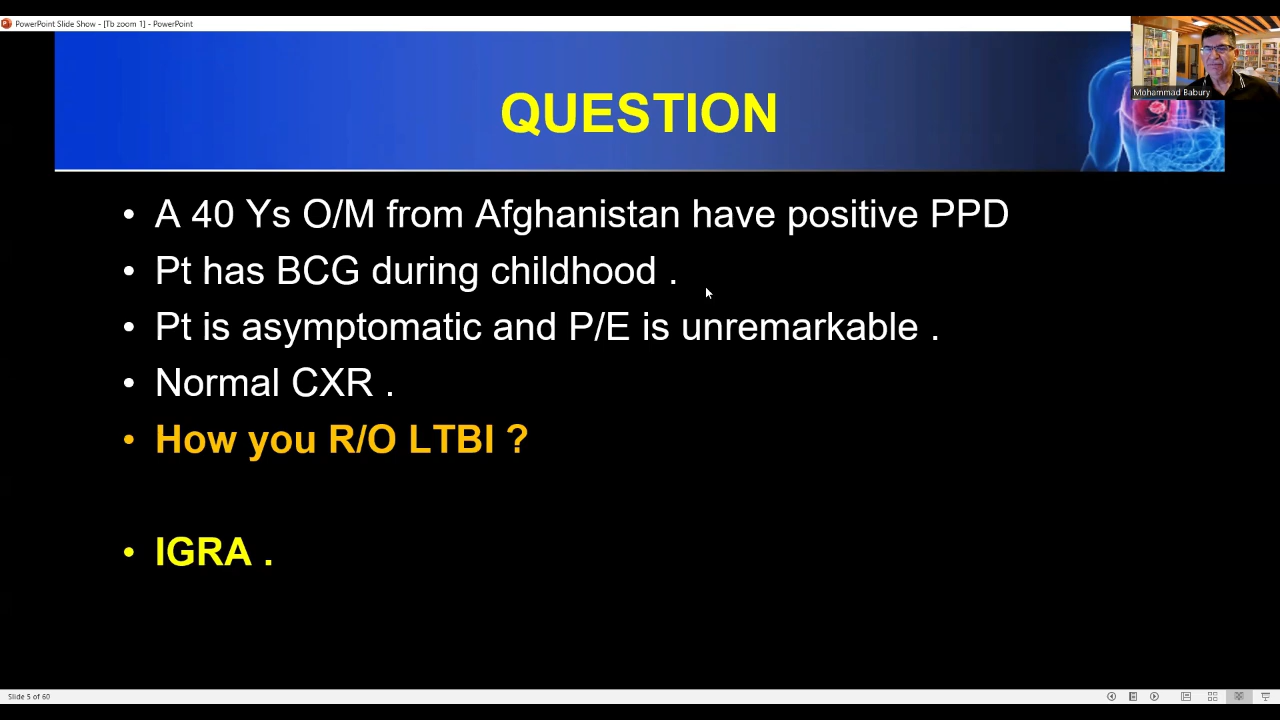 PowerPoint Slide Show - [Tb zoom 1] - PowerPoint
Mohammad Babury
QUESTION
• A 40 Ys O/M from Afghanistan have positive PPD
• Pt has BCG during childhood .
• Pt is asymptomatic and P/E is unremarkable .
• Normal CXR .
• How you R/O LTBI ?
• IGRA .
Slide 5 of 60